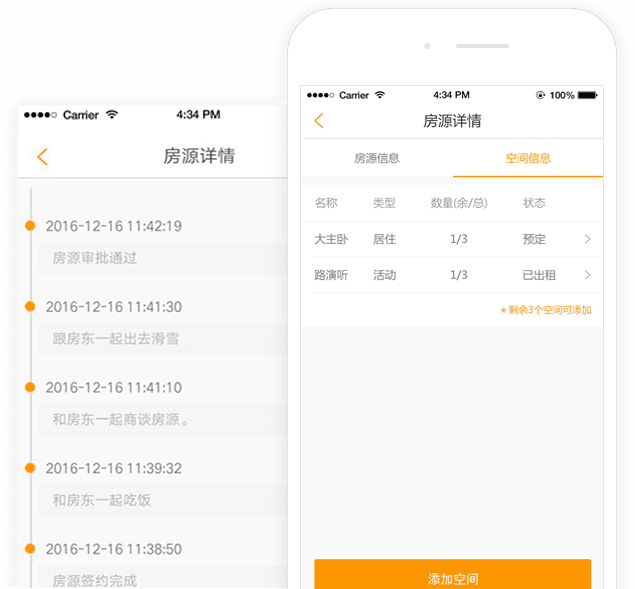 Carrier 4:34 PM
房源详情
2016-12-16 11:42:19
房源审批通过
2016-12-16 11:41:30
跟房东一起出去滑雪
2016-12-16 11:41:10
和房东一起商谈房源。
2016-12-16 11:39:32
和房东一起吃饭
2016-12-16 11:38:50
房源签约完成
Carrier 4:34 PM 100%
房源详情
房源信息 空间信息
名称 类型 数量(余/总) 状态
大主卧 居住 1/3 预定
路演听 活动 1/3 已出租
*剩余3个空间可添加
添加空间